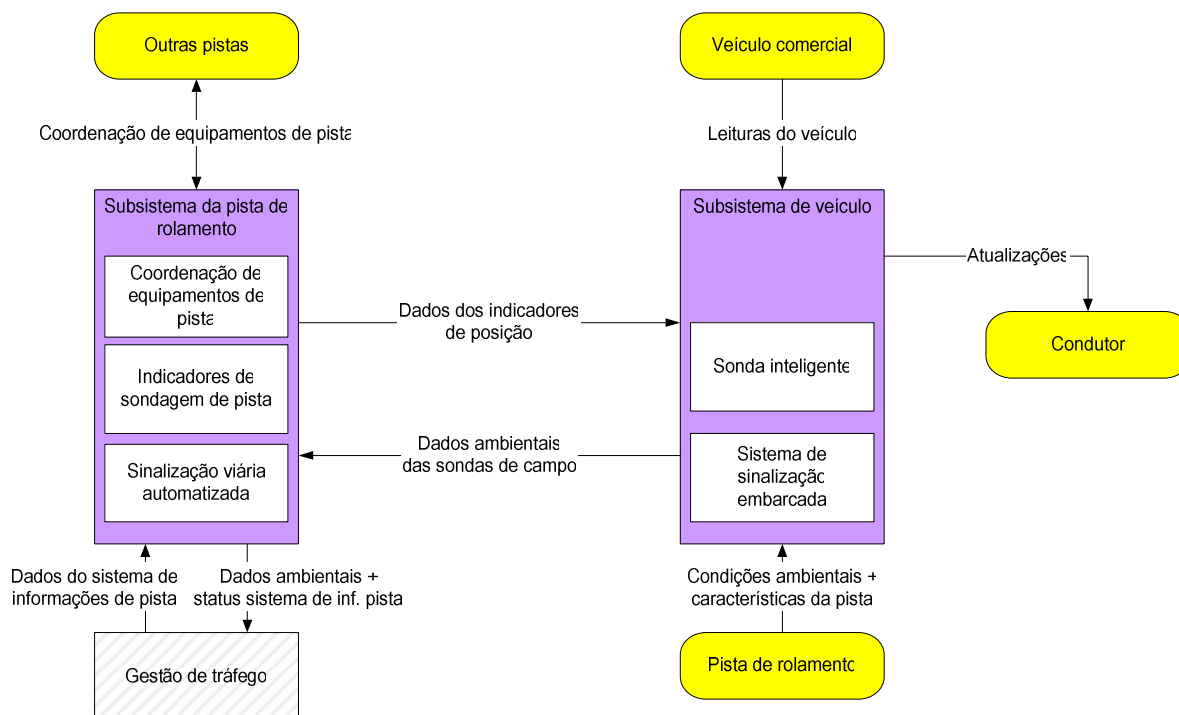 Outras pistas
Veículo comercial
Coordenação de equipamentos de pista
Leituras do veículo
Subsistema da pista de
rolamento
Coordenação de
equipamentos de
pista
Indicadores de
sondagem de pista
Sinalização viária
automatizada
Subsistema de veículo
Sonda inteligente
Sistema de
sinalização
embarcada
Atualizações
Condutor
Dados dos indicadores
de posição
Dados ambientais
das sondas de campo
Dados do sistema de
informações de pista
Dados ambientais +
status sistema de inf. pista
Condições ambientais +
características da pista
Gestão de tráfego
Pista de rolamento